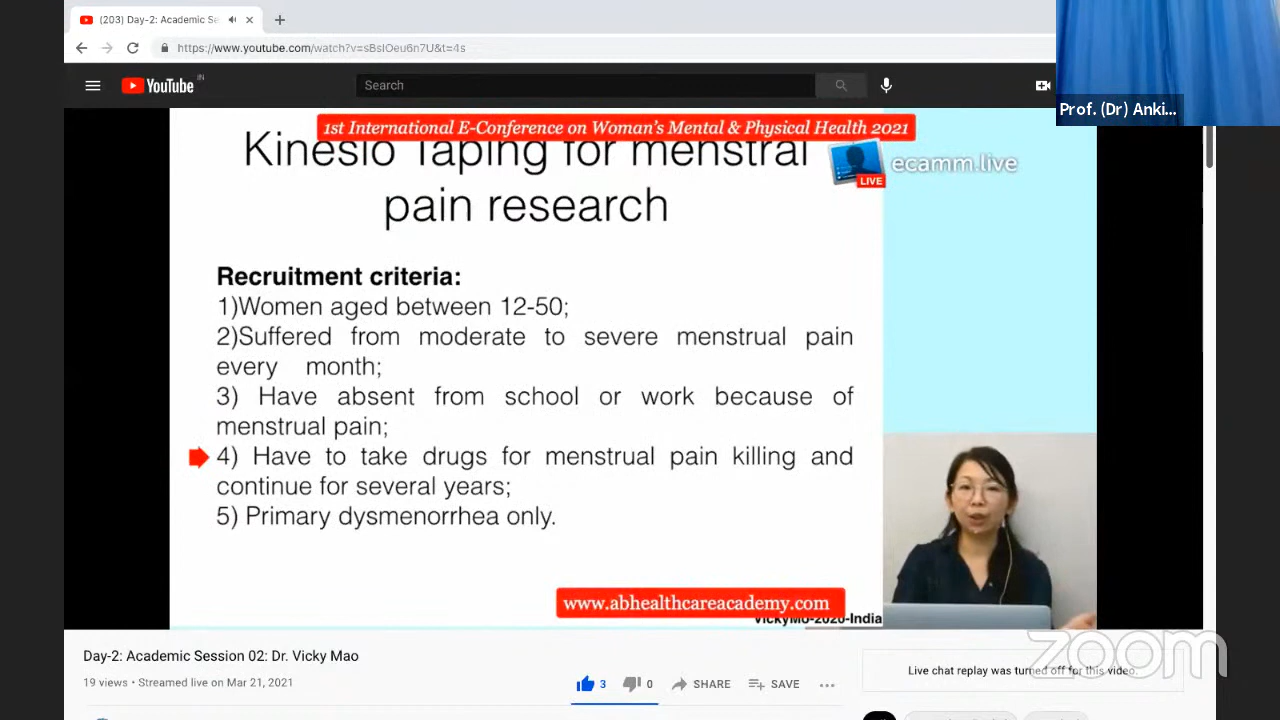 (203) Day-2: Academic Se
https://www.youtube.com/watch?v=sBsIOeu6n7U&t=4s
YouTube IN
Search
Prof. (Dr) Anki...
1st International E-Conference on Woman's Mental & Physical Health 2021
Kinesio Taping for menstral
pain research
LIVE
ecamm.live
Recruitment criteria:
1)Women aged between 12-50;
2)Suffered from moderate to severe menstrual pain
every month;
3) Have absent from school or work because of
menstrual pain;
4) Have to take drugs for menstrual pain killing and
continue for several years;
5) Primary dysmenorrhea only.
www.abhealthcareacademy.com
VickyMo-2020-India
Day-2: Academic Session 02: Dr. Vicky Mao
19 views • Streamed live on Mar 21, 2021
3
0
SHARE
SAVE
Live chat replay was turned off for this video.
zoom